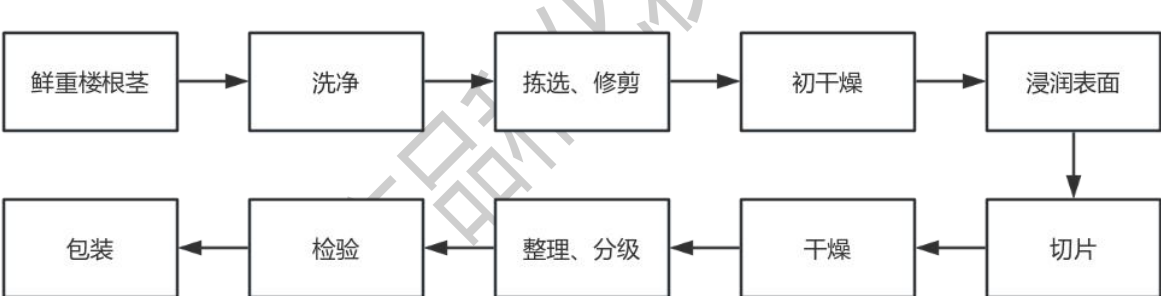 鲜重楼根茎
洗净
拣选、修剪
初干燥
浸润表面
切片
干燥
整理、分级
检验
包装